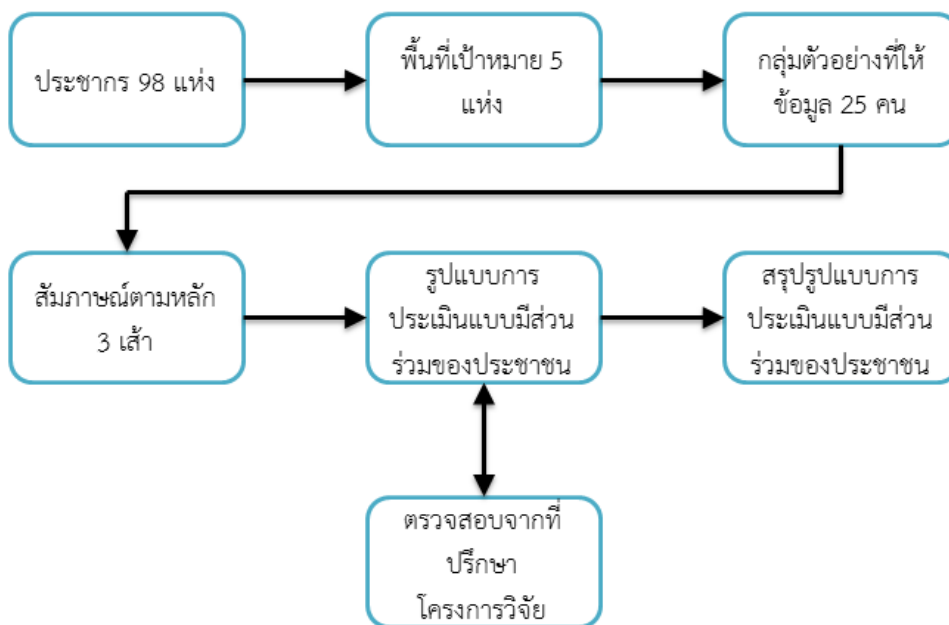 ประชากร 98 แห่ง
พื้นที่เป้าหมาย 5
แห่ง
กลุ่มตัวอย่างที่ให้
ข้อมูล 25 คน
สัมภาษณ์ตามหลัก
3 เส้า
รูปแบบการ
ประเมินแบบมีส่วน
ร่วมของประชาชน
สรุปรูปแบบการ
ประเมินแบบมีส่วน
ร่วมของประชาชน
ตรวจสอบจากที่
ปรึกษา
โครงการวิจัย